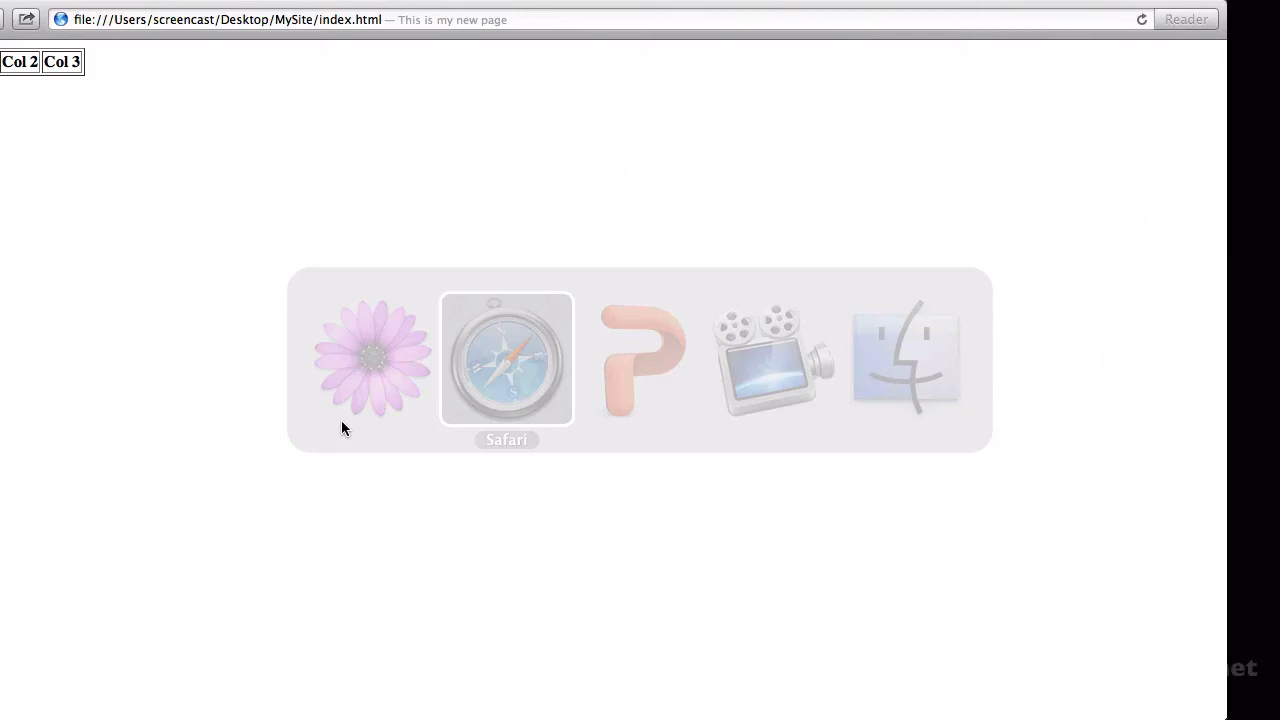 file:///Users/screencast/Desktop/MySite/index.html — This is my new page
Reader
Col 2 Col 3
Safari